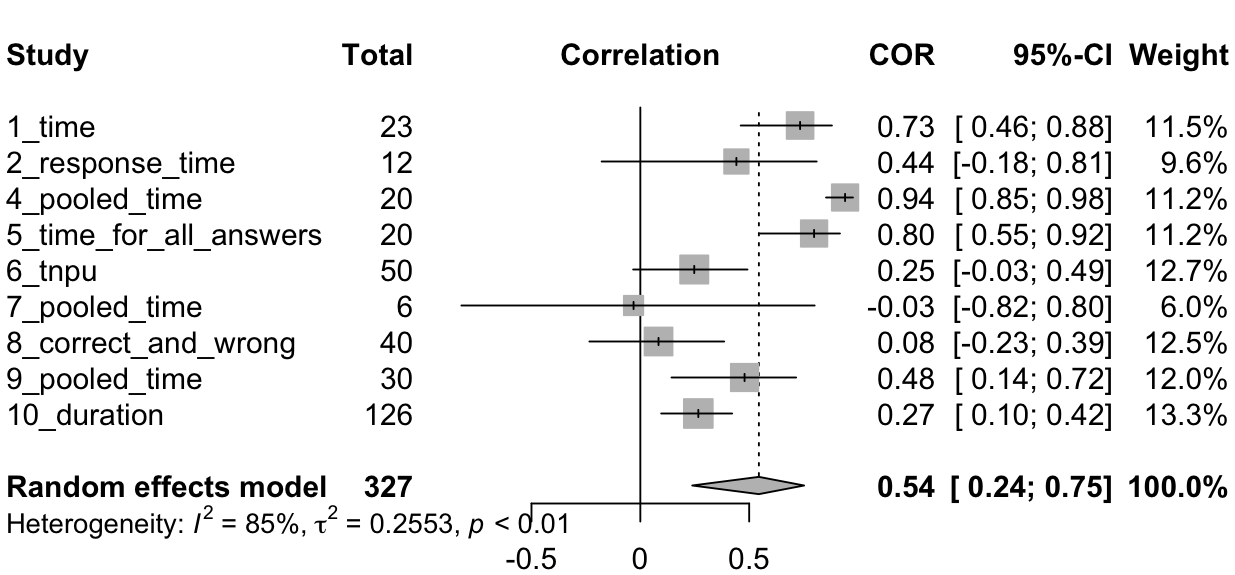 Study Total Correlation COR 95%-CI Weight
1_time 23 0.73 [ 0.46; 0.88] 11.5%
2_response_time 12 0.44 [-0.18; 0.81] 9.6%
4_pooled_time 20 0.94 [ 0.85; 0.98] 11.2%
5_time_for_all_answers 20 0.80 [ 0.55; 0.92] 11.2%
6_tnpu 50 0.25 [-0.03; 0.49] 12.7%
7_pooled_time 6 -0.03 [-0.82; 0.80] 6.0%
8_correct_and_wrong 40 0.08 [-0.23; 0.39] 12.5%
9_pooled_time 30 0.48 [ 0.14; 0.72] 12.0%
10_duration 126 0.27 [ 0.10; 0.42] 13.3%
Random effects model 327 0.54 [ 0.24; 0.75] 100.0%
Heterogeneity: I² = 85%, τ² = 0.2553, p < 0.01
-0.5 0 0.5